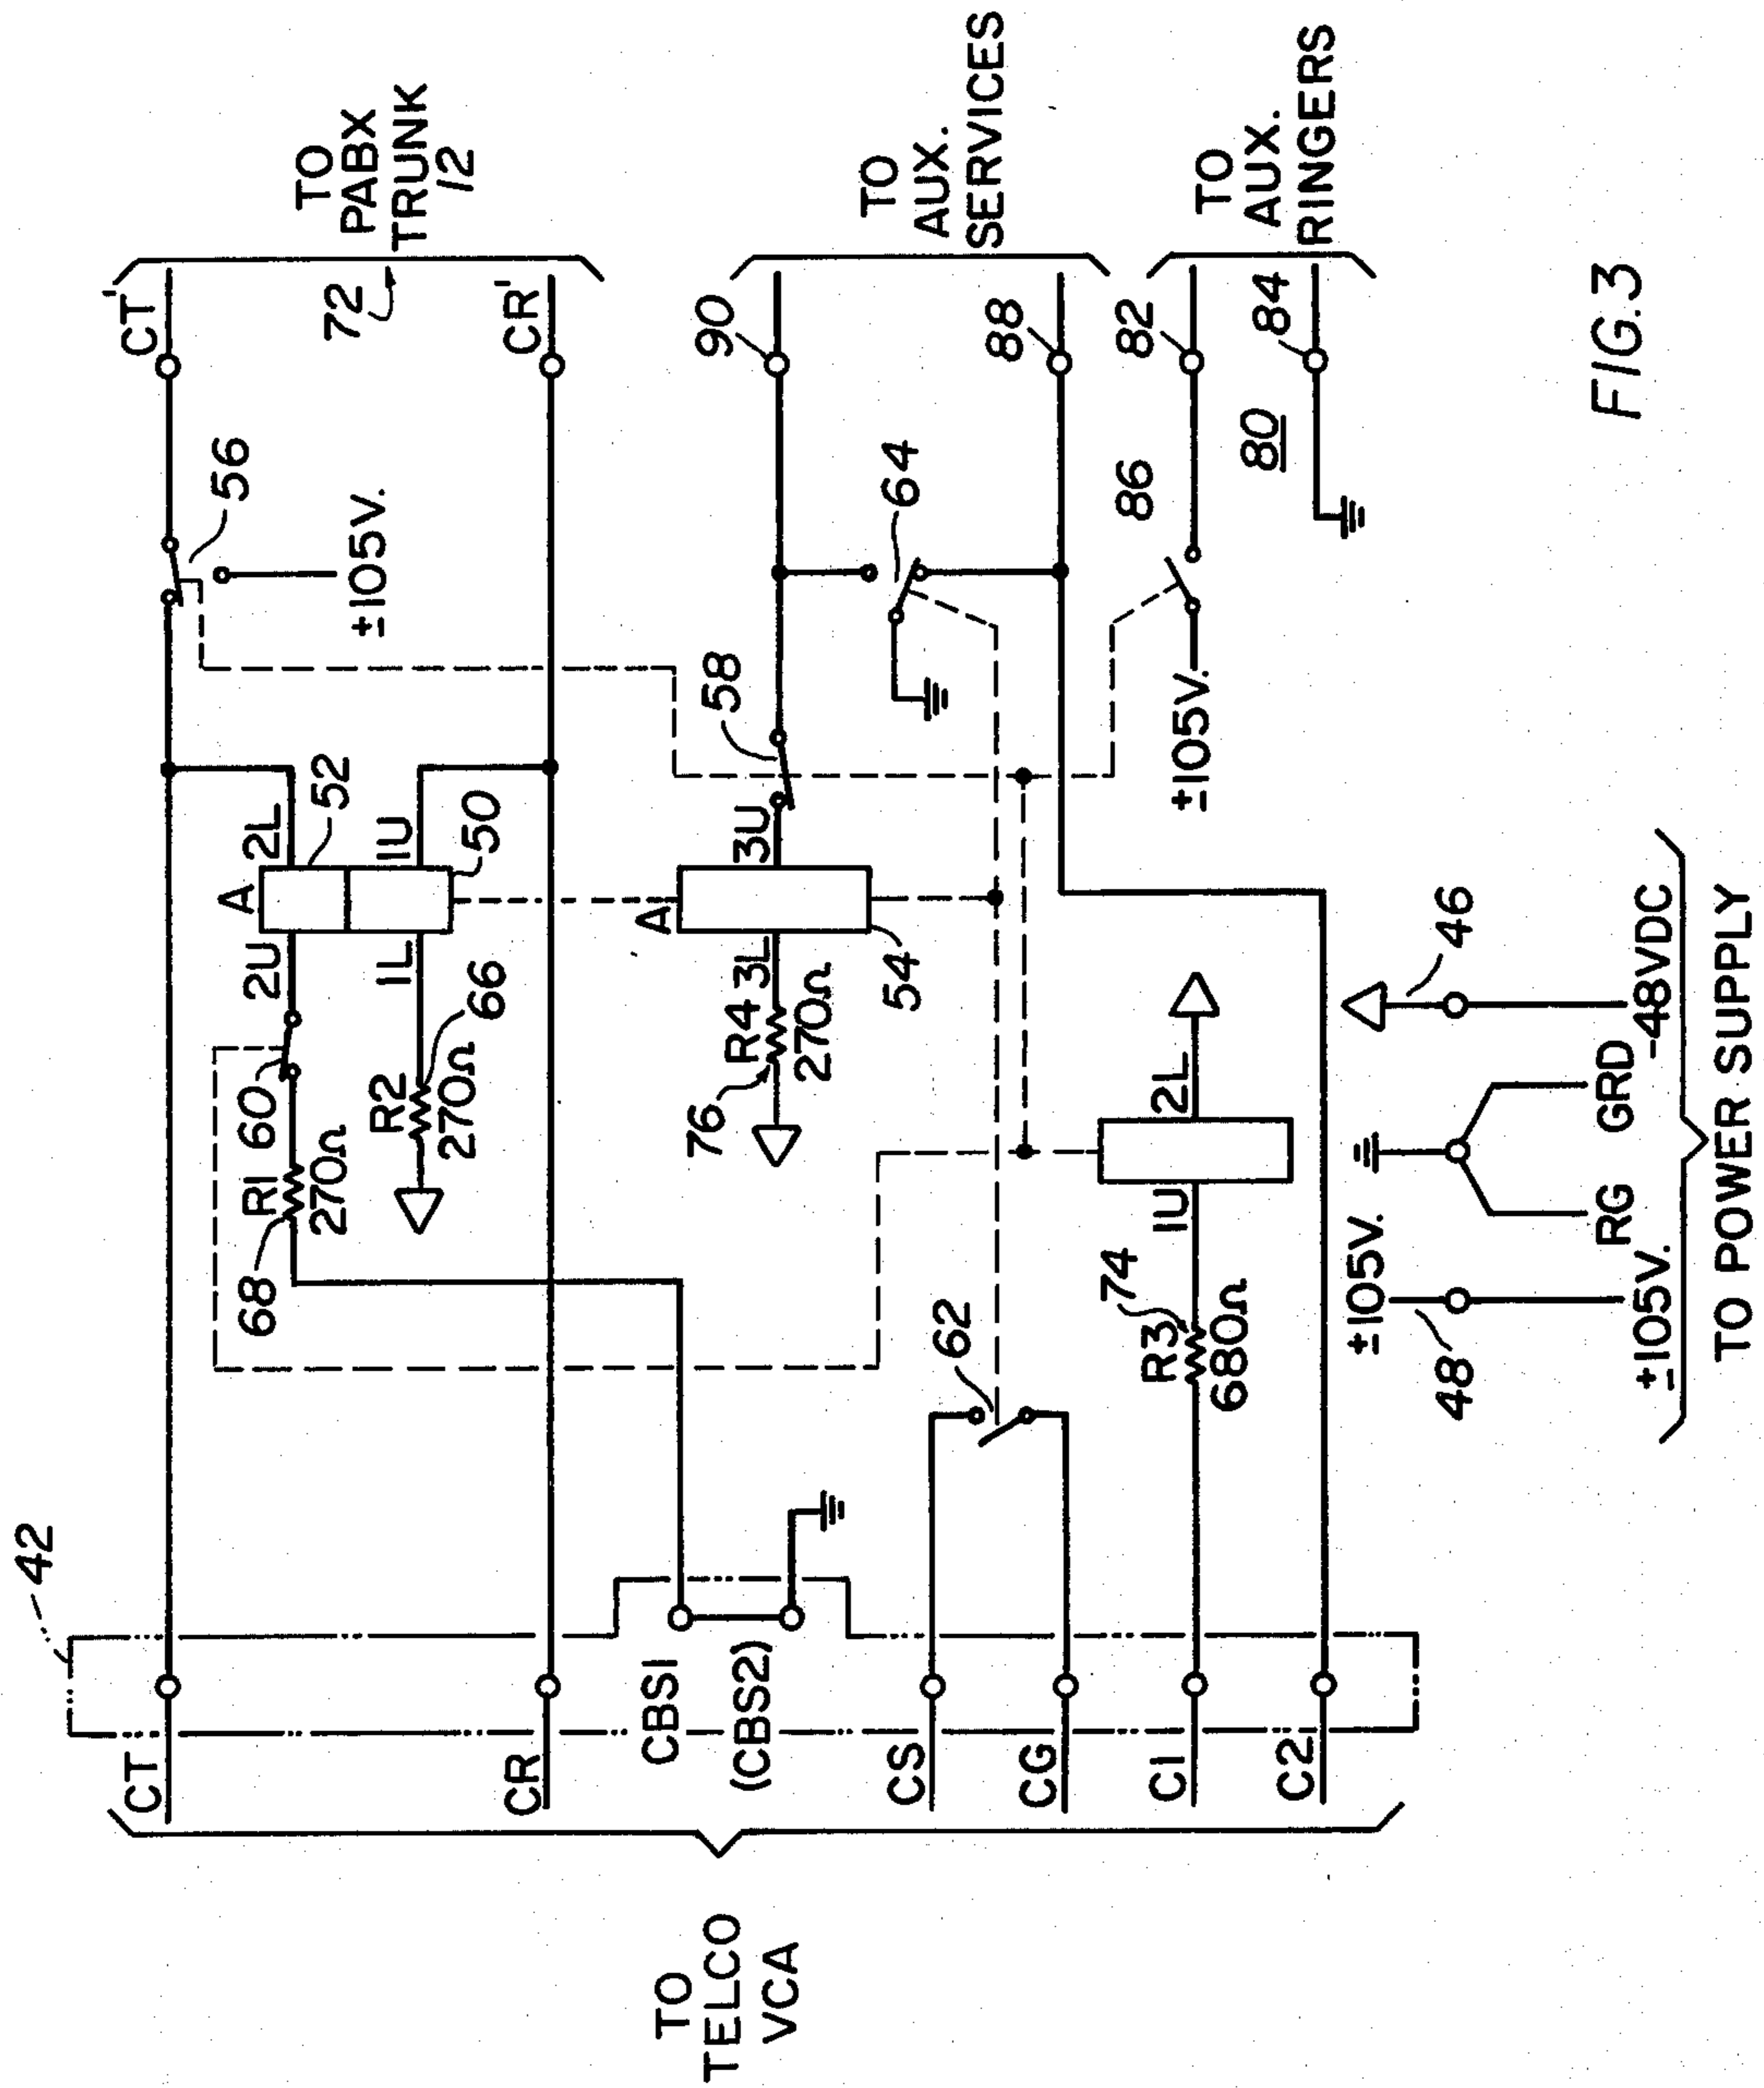 42
CT
CR
CBS1
(CBS2)
CS
CG
C1
C2
TO
TELCO
VCA
68
R1
270Ω
60
2U
A
2L
52
R2
270Ω
66
1L
1U
50
56
±105V.
CT'
72
CR'
TO
PABX
TRUNK
12
76
R4
270Ω
3L
A
3U
54
58
64
90
88
TO
AUX.
SERVICES
62
R3
680Ω
74
1U
2L
±105V.
86
82
80
84
TO
AUX.
RINGERS
±105V.
48
46
±105V.
RG
GRD
-48VDC
TO POWER SUPPLY
FIG.3